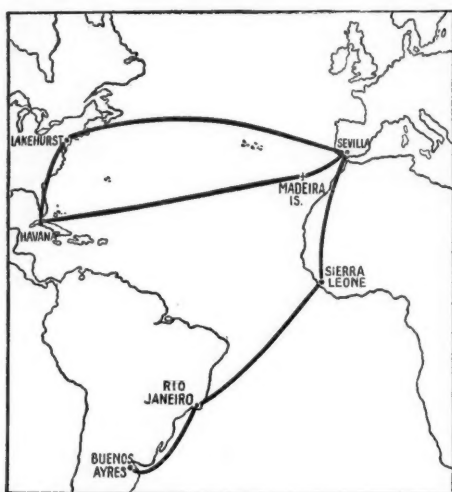 LAKEHURST
SEVILLA
MADEIRA
IS.
HAVANA
SIERRA
LEONE
RIO
JANEIRO
BUENOS
AYRES